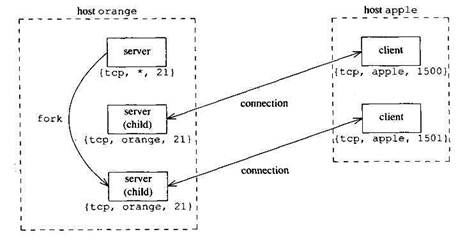 host orange
host apple
server
{tcp, *, 21}
client
{tcp, apple, 1500}
connection
fork
server
(child)
{tcp, orange, 21}
client
{tcp, apple, 1501}
connection
server
(child)
{tcp, orange, 21}